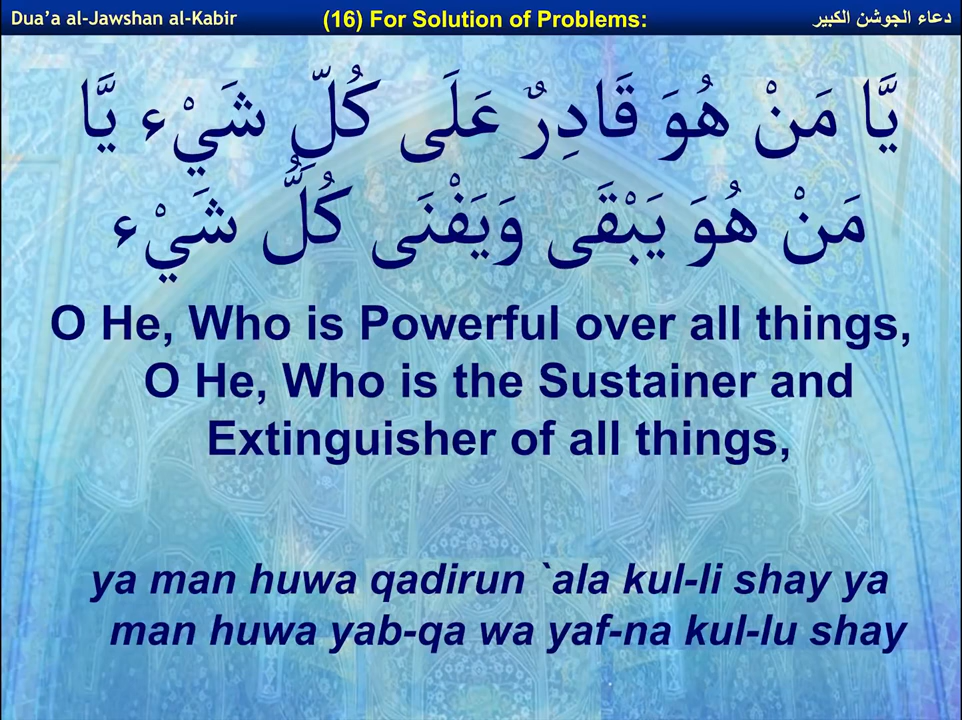 Dua'a al-Jawshan al-Kabir (16) For Solution of Problems: دعاء الجوشن الكبير
يَّا مَنْ هُوَ قَادِرٌ عَلَى كُلِّ شَيْء يَّا
مَنْ هُوَ يَبْقَى وَيَفْنَى كُلُّ شَيْء
O He, Who is Powerful over all things,
O He, Who is the Sustainer and
Extinguisher of all things,
ya man huwa qadirun `ala kul-li shay ya
man huwa yab-qa wa yaf-na kul-lu shay